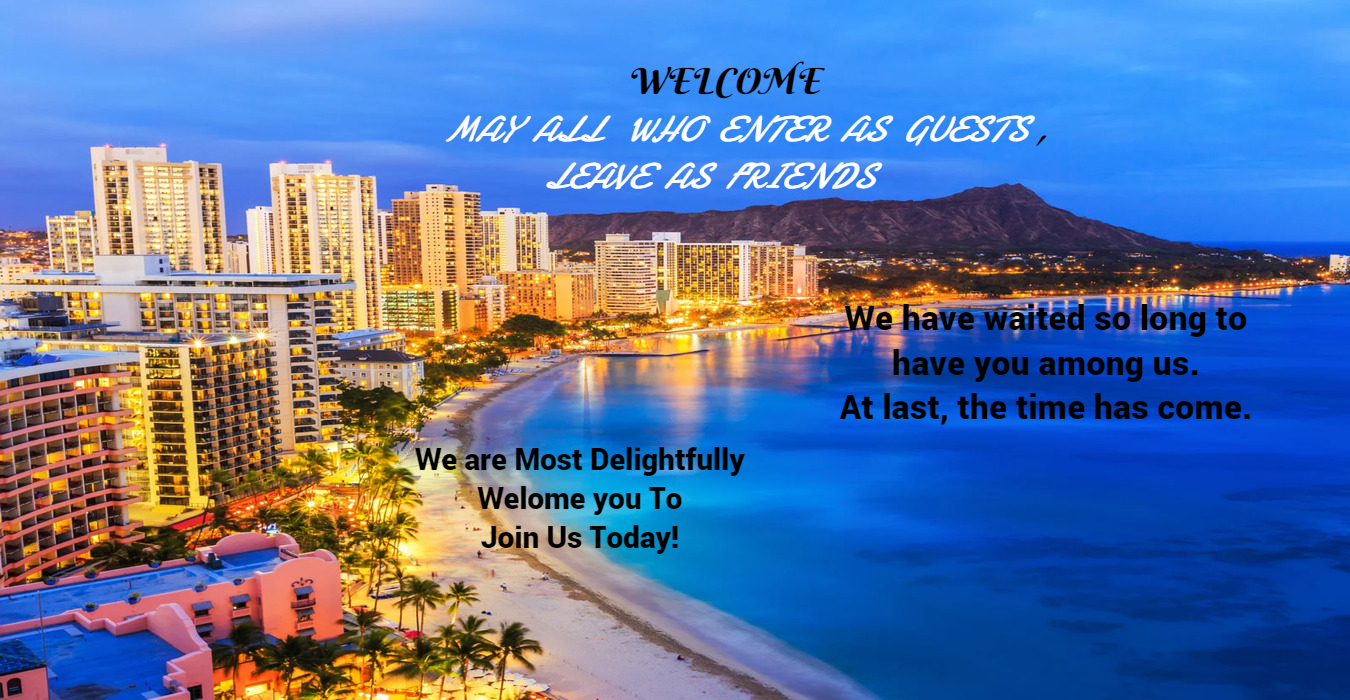 WELCOME
MAY ALL WHO ENTER AS GUESTS ,
LEAVE AS FRIENDS
We have waited so long to
have you among us.
At last, the time has come.
We are Most Delightfully
Welome you To
Join Us Today!